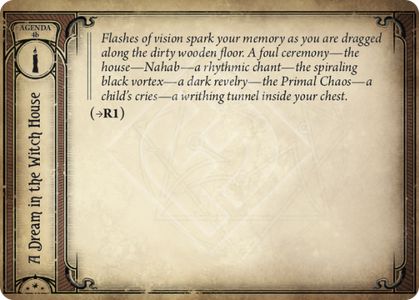 AGENDA
4b
A Dream in the Witch House
Flashes of vision spark your memory as you are dragged
along the dirty wooden floor. A foul ceremony—the
house—Nahab—a rhythmic chant—the spiraling
black vortex—a dark revelry—the Primal Chaos—a
child's cries—a writhing tunnel inside your chest.
(→R1)